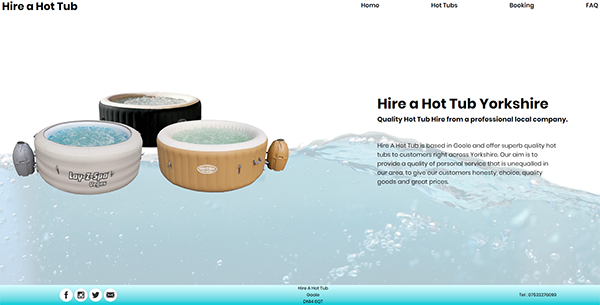 Hire a Hot Tub
Home Hot Tubs Booking FAQ
Hire a Hot Tub Yorkshire
Quality Hot Tub Hire from a professional local company.
Hire A Hot Tub is based in Goole and offer superb quality hot
tubs to customers right across Yorkshire. Our aim is to
provide a quality of personal service that is unequalled in
our area, to give our customers honesty, choice, quality
goods and great prices.
Lay-Z-Spa
Vegas
Hire A Hot Tub
Goole
DN14 6QT
Tel :